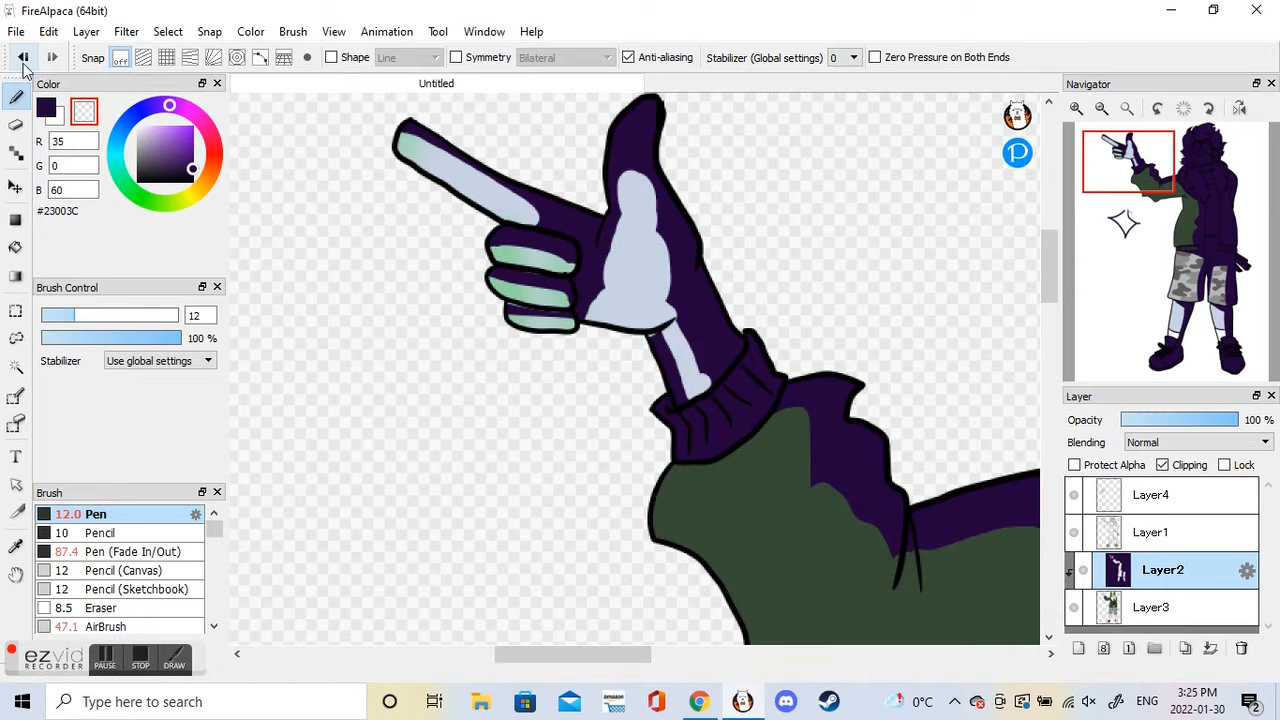 FireAlpaca (64bit)
File Edit Layer Filter Select Snap Color Brush View Animation Tool Window Help
Snap off Shape Line Symmetry Bilateral Anti-aliasing Stabilizer (Global settings) 0 Zero Pressure on Both Ends
Color
Untitled
Navigator
R 35
G 0
B 60
#23003C
Brush Control
12
100 %
Stabilizer Use global settings
Layer
Opacity 100 %
Blending Normal
Protect Alpha Clipping Lock
Layer4
Layer1
Layer2
Layer3
Brush
12.0 Pen
10 Pencil
87.4 Pen (Fade In/Out)
12 Pencil (Canvas)
12 Pencil (Sketchbook)
8.5 Eraser
47.1 AirBrush
ezvid
RECORDER
PAUSE STOP DRAW
Type here to search
amazon
0°C
ENG
3:25 PM
2022-01-30
2